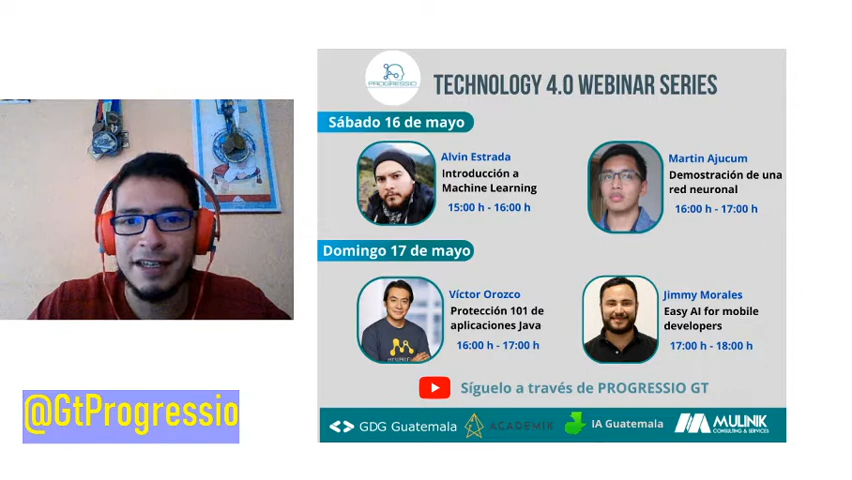 PROGRESSIO
TECHNOLOGY 4.0 WEBINAR SERIES
Sábado 16 de mayo
Alvin Estrada
Introducción a
Machine Learning
15:00 h - 16:00 h
Martin Ajucum
Demostración de una
red neuronal
16:00 h - 17:00 h
Domingo 17 de mayo
Víctor Orozco
Protección 101 de
aplicaciones Java
16:00 h - 17:00 h
Jimmy Morales
Easy AI for mobile
developers
17:00 h - 18:00 h
Síguelo a través de PROGRESSIO GT
@GtProgressio
GDG Guatemala
ACADEMIK
IA Guatemala
MULINIK
CONSULTING & SERVICES